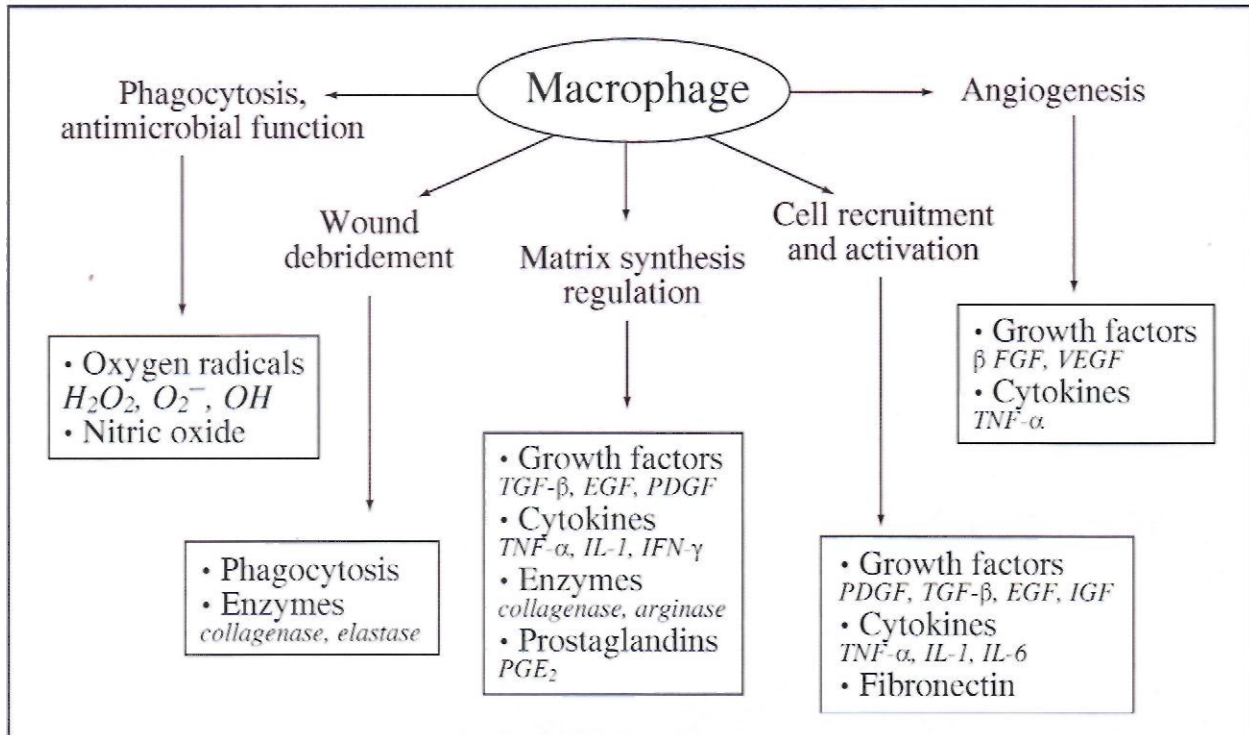 Macrophage
Phagocytosis,
antimicrobial function
Wound
debridement
Matrix synthesis
regulation
Cell recruitment
and activation
Angiogenesis
• Oxygen radicals
H₂O₂, O₂⁻, OH
• Nitric oxide
• Phagocytosis
• Enzymes
collagenase, elastase
• Growth factors
TGF-β, EGF, PDGF
• Cytokines
TNF-α, IL-1, IFN-γ
• Enzymes
collagenase, arginase
• Prostaglandins
PGE₂
• Growth factors
PDGF, TGF-β, EGF, IGF
• Cytokines
TNF-α, IL-1, IL-6
• Fibronectin
• Growth factors
β FGF, VEGF
• Cytokines
TNF-α